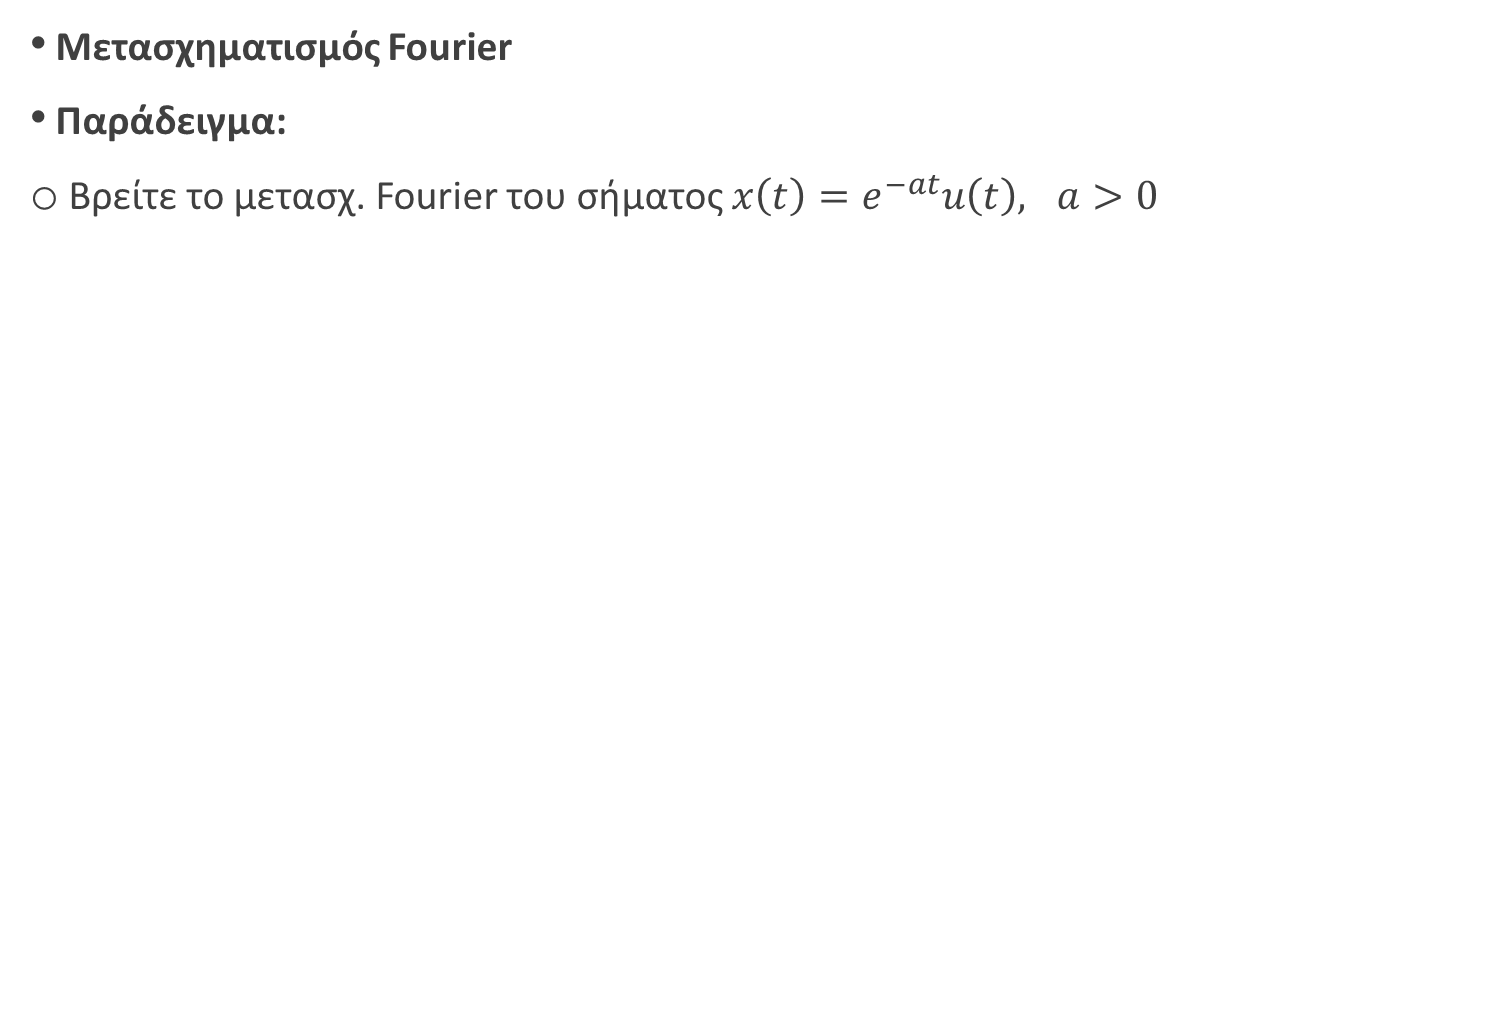 • Μετασχηματισμός Fourier
• Παράδειγμα:
○ Βρείτε το μετασχ. Fourier του σήματος x(t) = e^{−at}u(t), a > 0